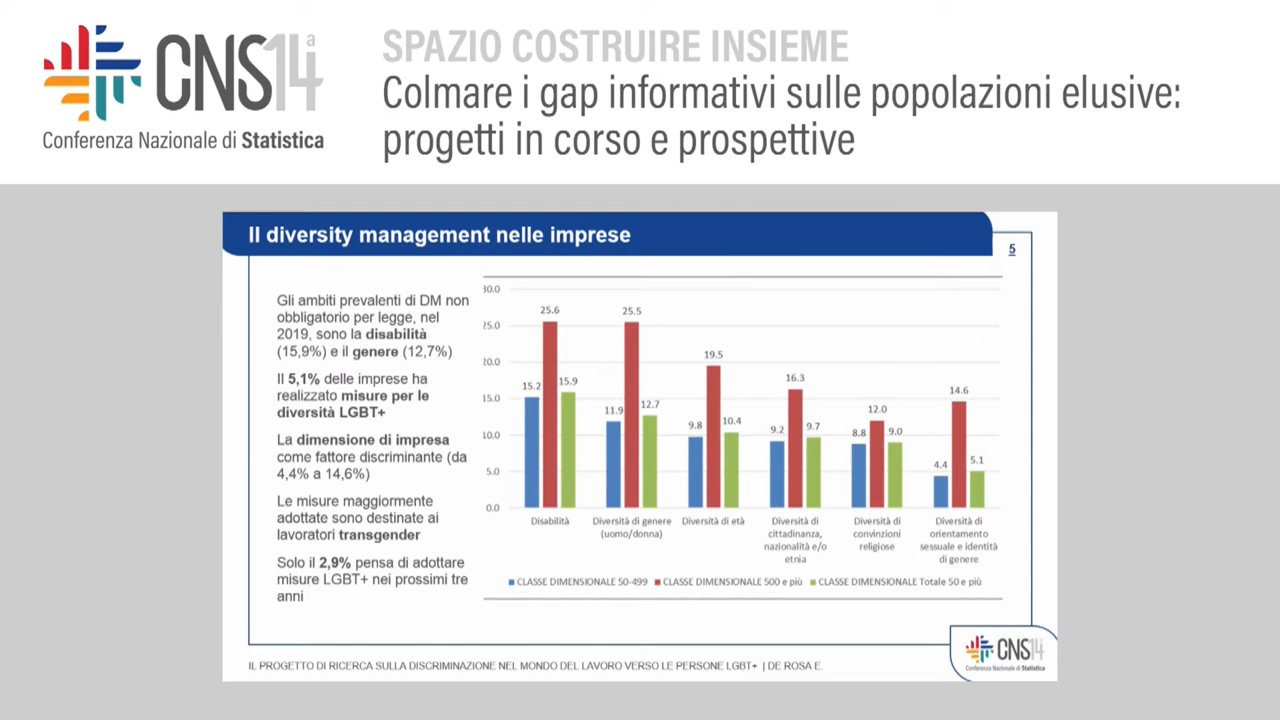 CNS14ª
Conferenza Nazionale di Statistica
SPAZIO COSTRUIRE INSIEME
Colmare i gap informativi sulle popolazioni elusive:
progetti in corso e prospettive
Il diversity management nelle imprese
5
Gli ambiti prevalenti di DM non
obbligatorio per legge, nel
2019, sono la disabilità
(15,9%) e il genere (12,7%)
Il 5,1% delle imprese ha
realizzato misure per le
diversità LGBT+
La dimensione di impresa
come fattore discriminante (da
4,4% a 14,6%)
Le misure maggiormente
adottate sono destinate ai
lavoratori transgender
Solo il 2,9% pensa di adottare
misure LGBT+ nei prossimi tre
anni
30.0
25.0
20.0
15.0
10.0
5.0
0.0
15.2 25.6 15.9
11.9 25.5 12.7
9.8 19.5 10.4
9.2 16.3 9.7
8.8 12.0 9.0
4.4 14.6 5.1
Disabilità
Diversità di genere
(uomo/donna)
Diversità di età
Diversità di
cittadinanza,
nazionalità e/o
etnia
Diversità di
convinzioni
religiose
Diversità di
orientamento
sessuale e identità
di genere
CLASSE DIMENSIONALE 50-499 CLASSE DIMENSIONALE 500 e più CLASSE DIMENSIONALE Totale 50 e più
IL PROGETTO DI RICERCA SULLA DISCRIMINAZIONE NEL MONDO DEL LAVORO VERSO LE PERSONE LGBT+ | DE ROSA E.
CNS14
Conferenza Nazionale di Statistica